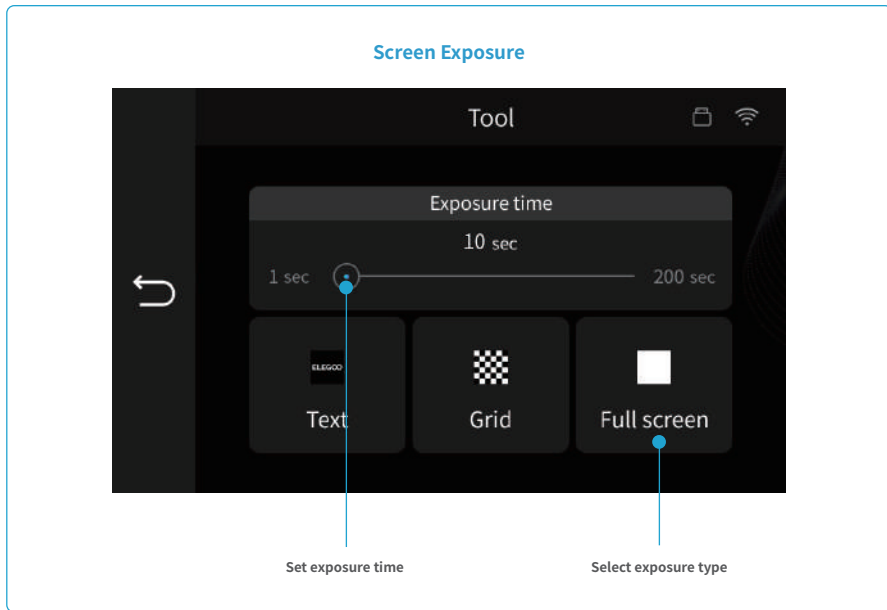 Screen Exposure
Tool
Exposure time
10 sec
1 sec 200 sec
ELEGOO
Text Grid Full screen
Set exposure time Select exposure type